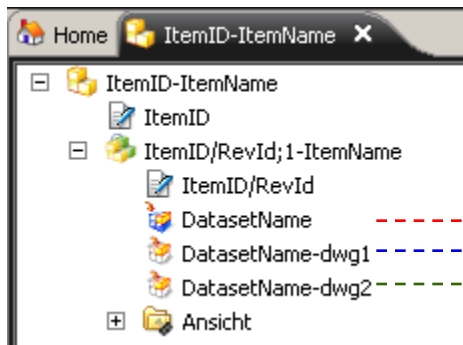 Home ItemID-ItemName
ItemID-ItemName
ItemID
ItemID/RevId;1-ItemName
ItemID/RevId
DatasetName
DatasetName-dwg1
DatasetName-dwg2
Ansicht